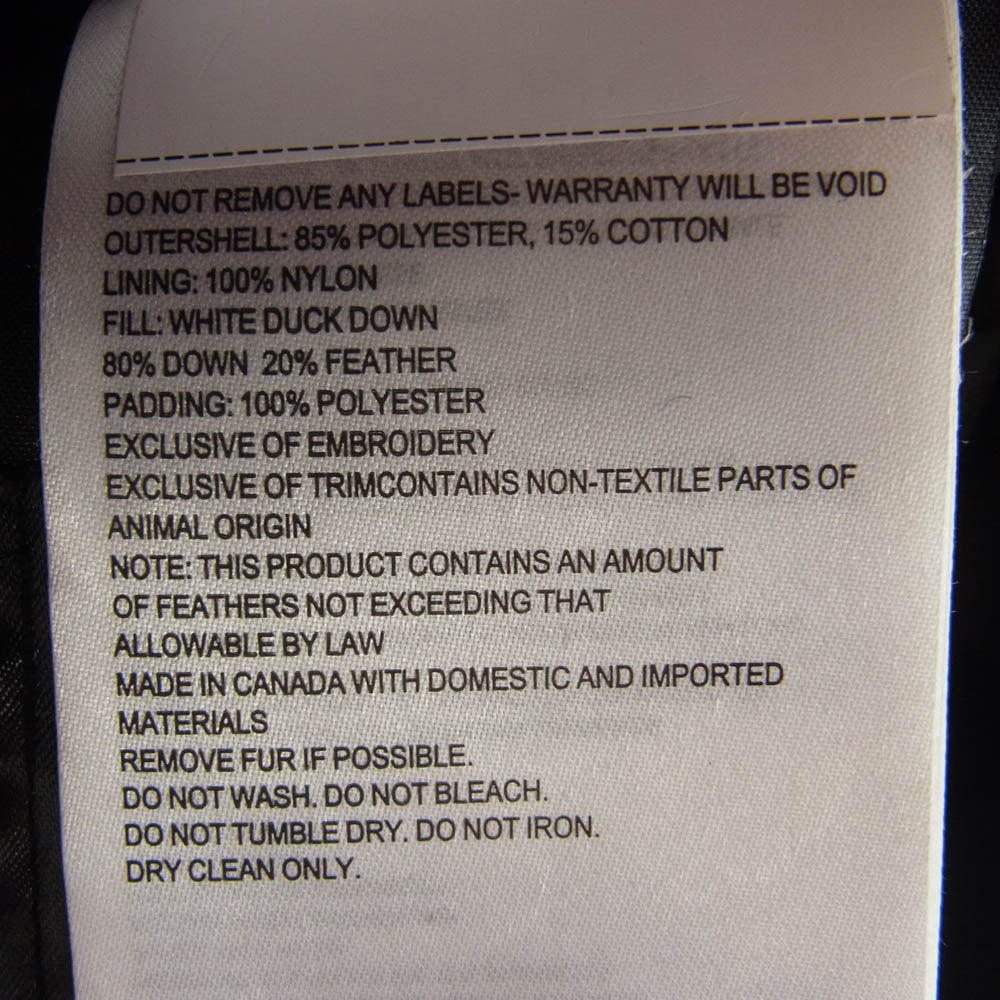 DO NOT REMOVE ANY LABELS- WARRANTY WILL BE VOID
OUTERSHELL: 85% POLYESTER, 15% COTTON
LINING: 100% NYLON
FILL: WHITE DUCK DOWN
80% DOWN 20% FEATHER
PADDING: 100% POLYESTER
EXCLUSIVE OF EMBROIDERY
EXCLUSIVE OF TRIMCONTAINS NON-TEXTILE PARTS OF
ANIMAL ORIGIN
NOTE: THIS PRODUCT CONTAINS AN AMOUNT
OF FEATHERS NOT EXCEEDING THAT
ALLOWABLE BY LAW
MADE IN CANADA WITH DOMESTIC AND IMPORTED
MATERIALS
REMOVE FUR IF POSSIBLE.
DO NOT WASH. DO NOT BLEACH.
DO NOT TUMBLE DRY. DO NOT IRON.
DRY CLEAN ONLY.